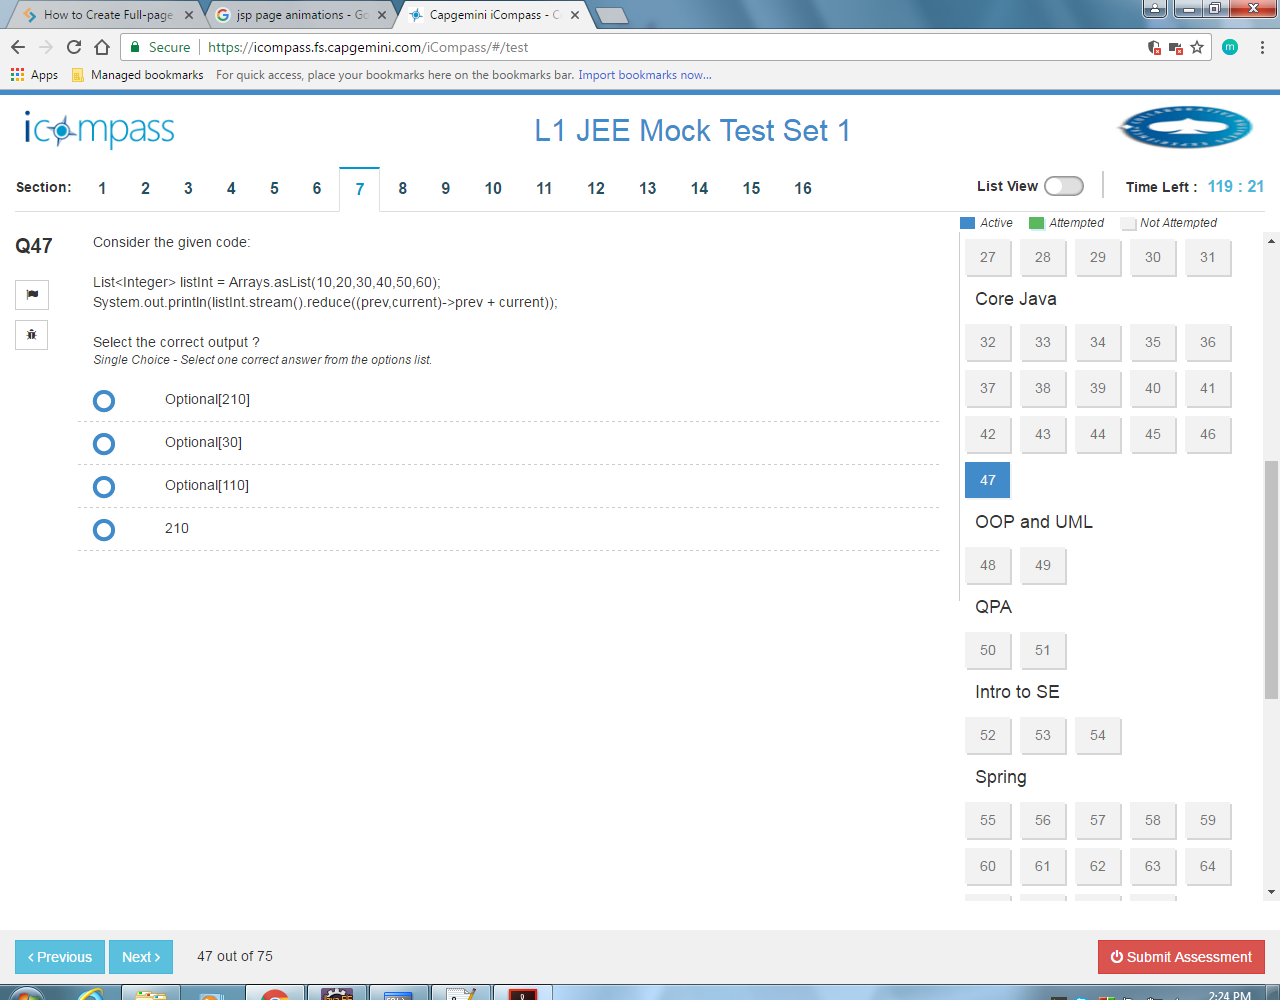 How to Create Full-page
jsp page animations - Go
Capgemini iCompass - C
Secure
https://icompass.fs.capgemini.com/iCompass/#/test
m
Apps
Managed bookmarks
For quick access, place your bookmarks here on the bookmarks bar. Import bookmarks now...
icompass
L1 JEE Mock Test Set 1
Section: 1 2 3 4 5 6 7 8 9 10 11 12 13 14 15 16
List View
Time Left : 119 : 21
Active Attempted Not Attempted
Q47
Consider the given code:
List<Integer> listInt = Arrays.asList(10,20,30,40,50,60);
System.out.println(listInt.stream().reduce((prev,current)->prev + current));
Select the correct output ?
Single Choice - Select one correct answer from the options list.
Optional[210]
Optional[30]
Optional[110]
210
27 28 29 30 31
Core Java
32 33 34 35 36
37 38 39 40 41
42 43 44 45 46
47
OOP and UML
48 49
QPA
50 51
Intro to SE
52 53 54
Spring
55 56 57 58 59
60 61 62 63 64
‹ Previous
Next ›
47 out of 75
Submit Assessment
2:24 PM